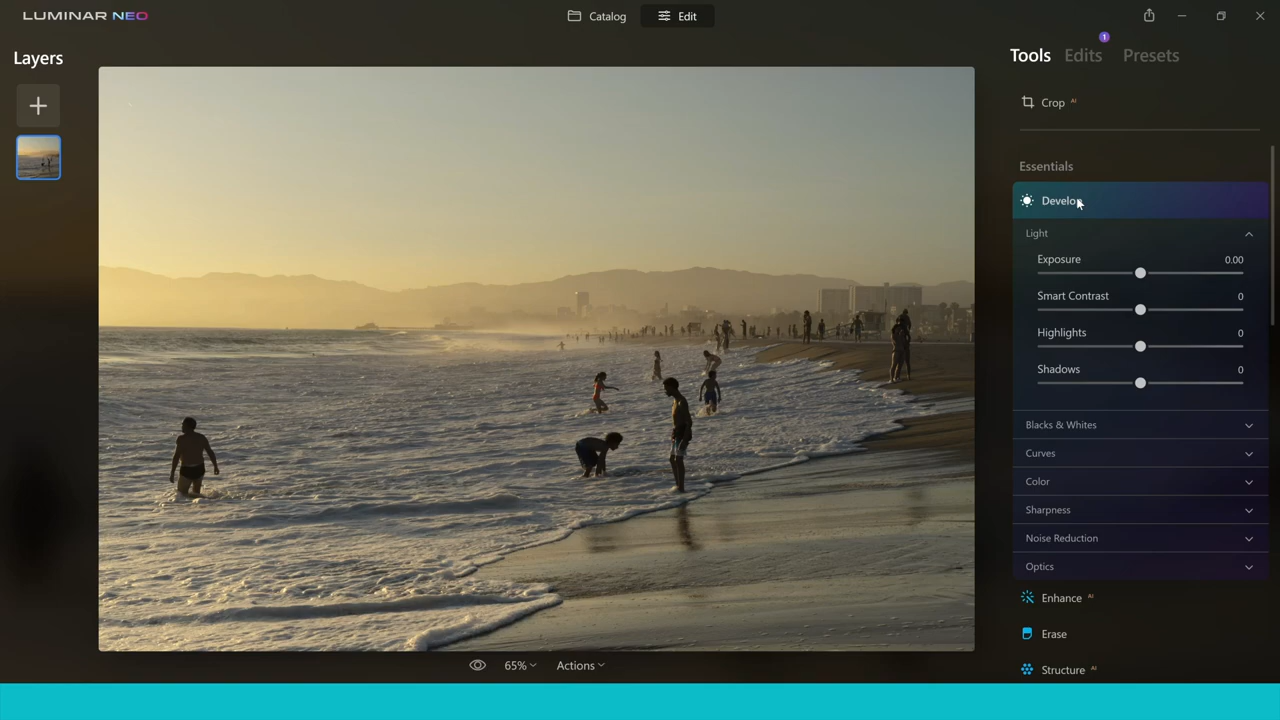 LUMINAR NEO
Catalog
Edit
Layers
1
Tools Edits Presets
Crop AI
Essentials
Develop
Light
Exposure 0.00
Smart Contrast 0
Highlights 0
Shadows 0
Blacks & Whites
Curves
Color
Sharpness
Noise Reduction
Optics
Enhance AI
Erase
Structure AI
65% Actions